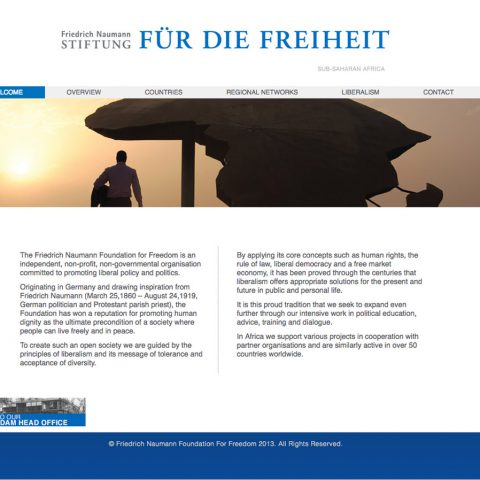 Friedrich Naumann
STIFTUNG FÜR DIE FREIHEIT
SUB-SAHARAN AFRICA
LCOME OVERVIEW COUNTRIES REGIONAL NETWORKS LIBERALISM CONTACT
The Friedrich Naumann Foundation for Freedom is an
independent, non-profit, non-governmental organisation
committed to promoting liberal policy and politics.
Originating in Germany and drawing inspiration from
Friedrich Naumann (March 25,1860 – August 24,1919,
German politician and Protestant parish priest), the
Foundation has won a reputation for promoting human
dignity as the ultimate precondition of a society where
people can live freely and in peace.
To create such an open society we are guided by the
principles of liberalism and its message of tolerance and
acceptance of diversity.
By applying its core concepts such as human rights, the
rule of law, liberal democracy and a free market
economy, it has been proved through the centuries that
liberalism offers appropriate solutions for the present and
future in public and personal life.
It is this proud tradition that we seek to expand even
further through our intensive work in political education,
advice, training and dialogue.
In Africa we support various projects in cooperation with
partner organisations and are similarly active in over 50
countries worldwide.
O OUR
DAM HEAD OFFICE
© Friedrich Naumann Foundation For Freedom 2013. All Rights Reserved.